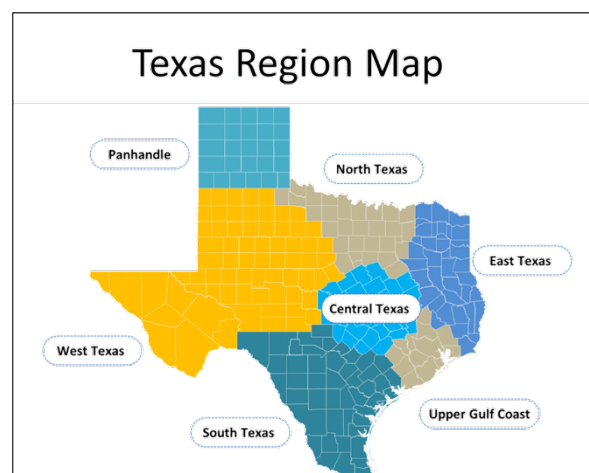 Texas Region Map
Panhandle
North Texas
East Texas
Central Texas
West Texas
Upper Gulf Coast
South Texas